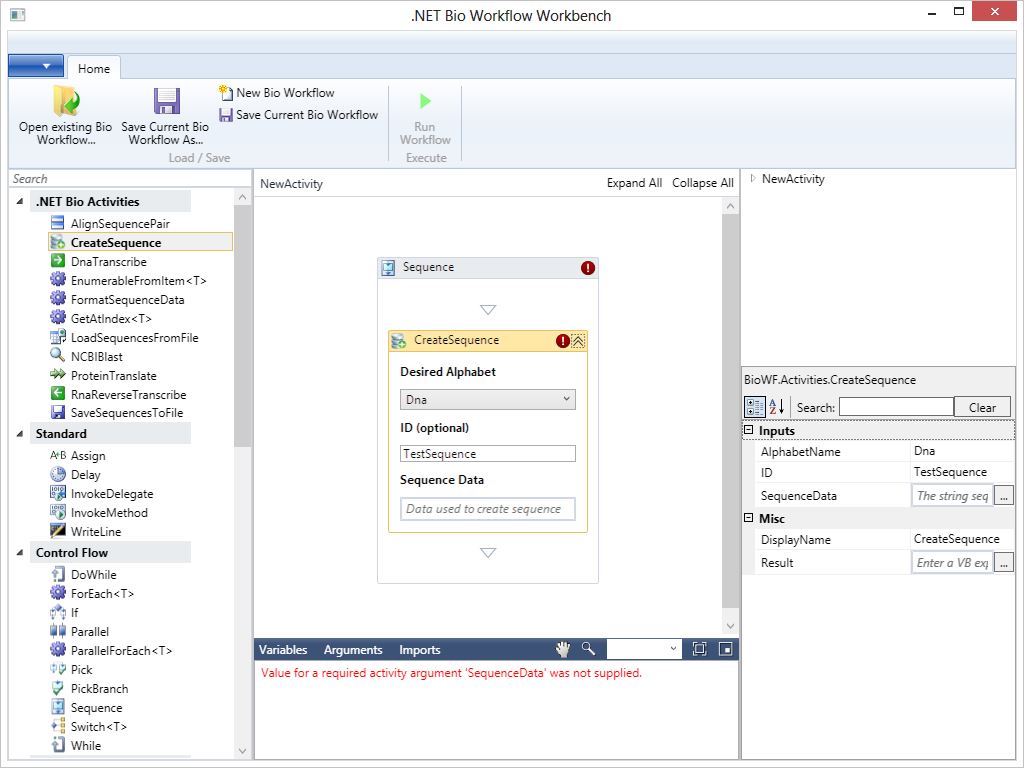 .NET Bio Workflow Workbench
Home
Open existing Bio
Workflow...
Save Current Bio
Workflow As...
New Bio Workflow
Save Current Bio Workflow
Load / Save
Run
Workflow
Execute
Search
.NET Bio Activities
AlignSequencePair
CreateSequence
DnaTranscribe
EnumerableFromItem<T>
FormatSequenceData
GetAtIndex<T>
LoadSequencesFromFile
NCBIBlast
ProteinTranslate
RnaReverseTranscribe
SaveSequencesToFile
Standard
A+B Assign
Delay
InvokeDelegate
InvokeMethod
WriteLine
Control Flow
DoWhile
ForEach<T>
If
Parallel
ParallelForEach<T>
Pick
PickBranch
Sequence
Switch<T>
While
NewActivity Expand All Collapse All
Sequence
CreateSequence
Desired Alphabet
Dna
ID (optional)
TestSequence
Sequence Data
Data used to create sequence
Variables Arguments Imports
Value for a required activity argument 'SequenceData' was not supplied.
NewActivity
BioWF.Activities.CreateSequence
Search: Clear
Inputs
AlphabetName Dna
ID TestSequence
SequenceData The string seq ...
Misc
DisplayName CreateSequence
Result Enter a VB exp ...